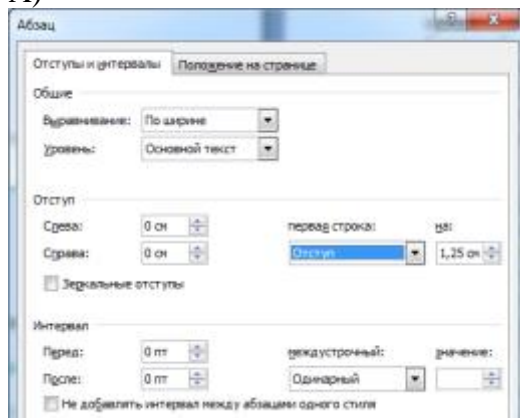 Абзац
Отступы и интервалы Положение на странице
Общие
Выравнивание: По ширине
Уровень: Основной текст
Отступ
Слева: 0 см первая строка: на:
Справа: 0 см Отступ 1,25 см
Зеркальные отступы
Интервал
Перед: 0 пт междустрочный: значение:
После: 0 пт Одинарный
Не добавлять интервал между абзацами одного стиля